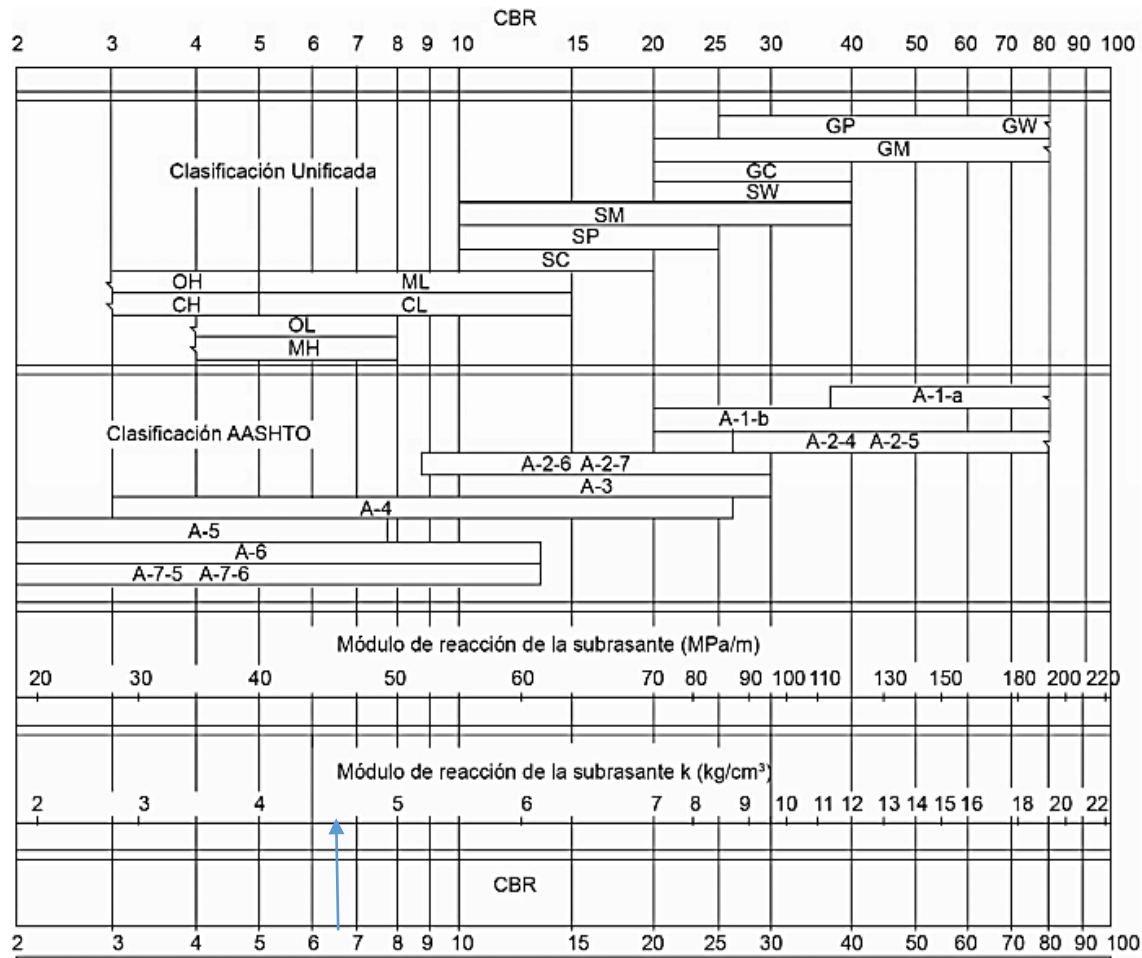 CBR
2 3 4 5 6 7 8 9 10 15 20 25 30 40 50 60 70 80 90 100
GP GW
GM
Clasificación Unificada
GC
SW
SM
SP
SC
OH ML
CH CL
OL
MH
A-1-a
A-1-b
Clasificación AASHTO
A-2-4 A-2-5
A-2-6 A-2-7
A-3
A-4
A-5
A-6
A-7-5 A-7-6
Módulo de reacción de la subrasante (MPa/m)
20 30 40 50 60 70 80 90 100 110 130 150 180 200 220
Módulo de reacción de la subrasante k (kg/cm³)
2 3 4 5 6 7 8 9 10 11 12 13 14 15 16 18 20 22
CBR
2 3 4 5 6 7 8 9 10 15 20 25 30 40 50 60 70 80 90 100